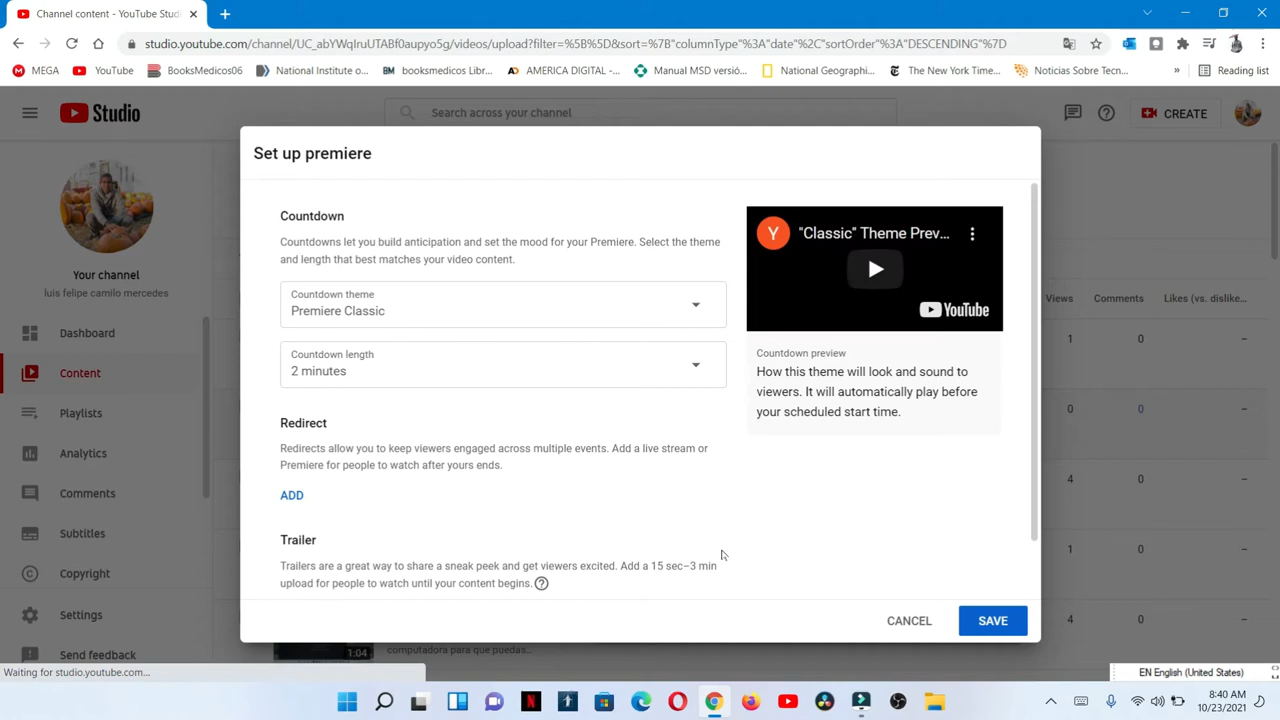 Channel content - YouTube Studi
studio.youtube.com/channel/UC_abYWqIruIUTABf0aupyo5g/videos/upload?filter=%5B%5D&sort=%7B"columnType"%3A"date"%2C"sortOrder"%3A"DESCENDING"%7D
MEGA
YouTube
BooksMedicos06
National Institute o...
BM booksmedicos Libr...
AMERICA DIGITAL -...
Manual MSD versió...
National Geographi...
The New York Time...
Noticias Sobre Tecn...
»
Reading list
Studio
Search across your channel
CREATE
Your channel
luis felipe camilo mercedes
Dashboard
Content
Playlists
Analytics
Comments
Subtitles
Copyright
Settings
Send feedback
Set up premiere
Countdown
Countdowns let you build anticipation and set the mood for your Premiere. Select the theme
and length that best matches your video content.
Countdown theme
Premiere Classic
Countdown length
2 minutes
Redirect
Redirects allow you to keep viewers engaged across multiple events. Add a live stream or
Premiere for people to watch after yours ends.
ADD
Trailer
Trailers are a great way to share a sneak peek and get viewers excited. Add a 15 sec–3 min
upload for people to watch until your content begins.
Y "Classic" Theme Prev...
YouTube
Countdown preview
How this theme will look and sound to
viewers. It will automatically play before
your scheduled start time.
CANCEL
SAVE
Views Comments Likes (vs. dislike...
1 0 –
0 0 –
4 0 –
1 0 –
4 0 –
1:04
computadora para que puedas...
Waiting for studio.youtube.com...
EN English (United States)
8:40 AM
10/23/2021